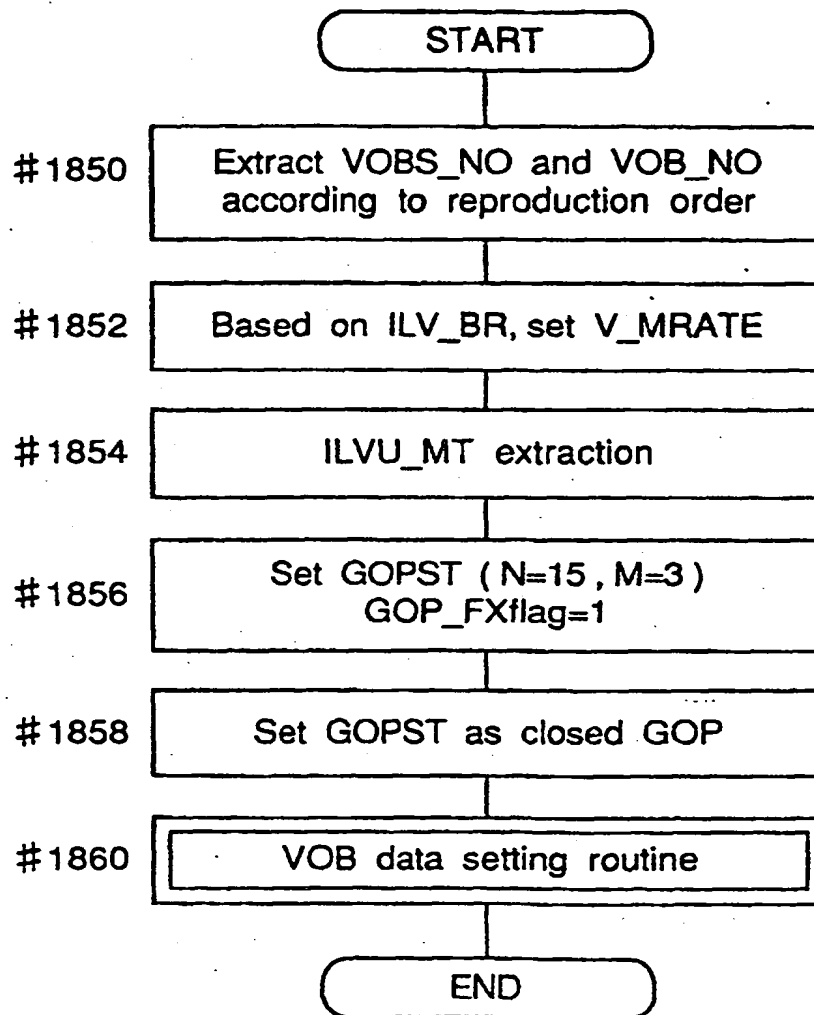 START
#1850
Extract VOBS_NO and VOB_NO
according to reproduction order
#1852
Based on ILV_BR, set V_MRATE
#1854
ILVU_MT extraction
#1856
Set GOPST ( N=15 , M=3 )
GOP_FXflag=1
#1858
Set GOPST as closed GOP
#1860
VOB data setting routine
END